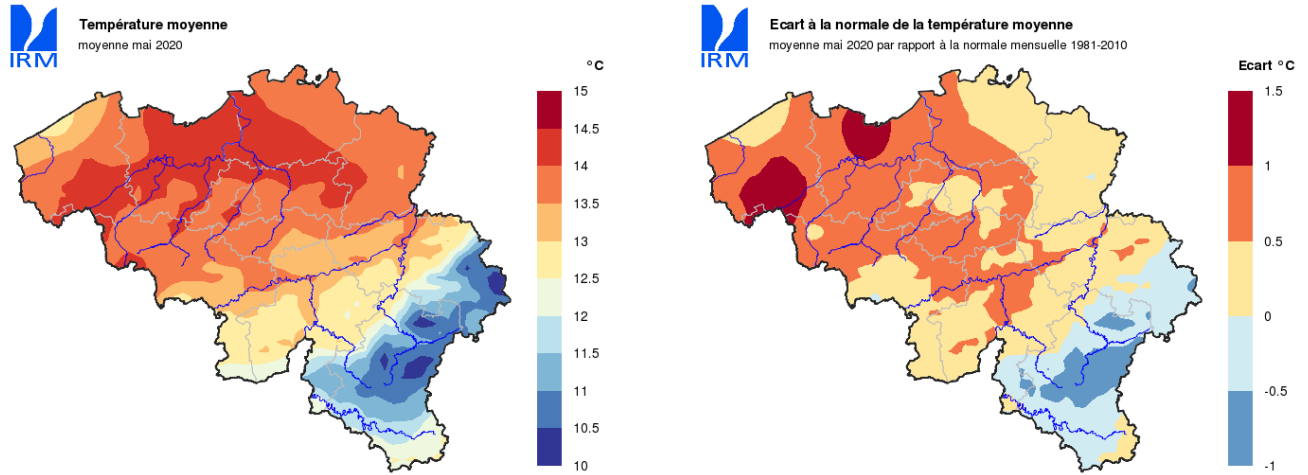 IRM
Température moyenne
moyenne mai 2020
°C
15
14.5
14
13.5
13
12.5
12
11.5
11
10.5
10
IRM
Ecart à la normale de la température moyenne
moyenne mai 2020 par rapport à la normale mensuelle 1981-2010
Ecart °C
1.5
1
0.5
0
-0.5
-1